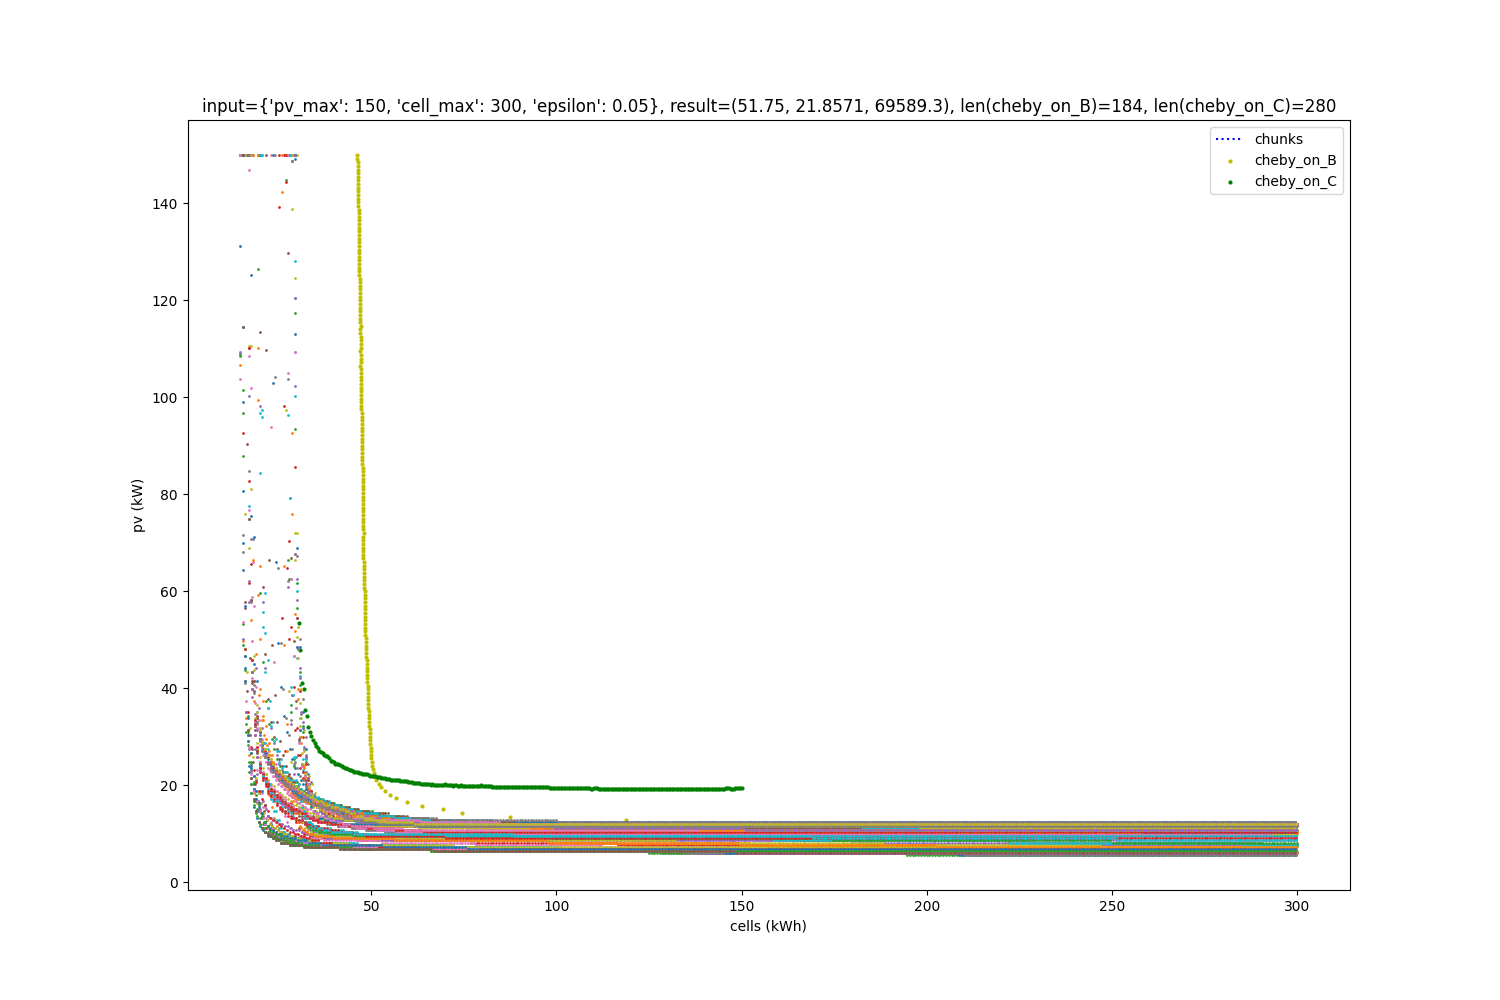 input={'pv_max': 150, 'cell_max': 300, 'epsilon': 0.05}, result=(51.75, 21.8571, 69589.3), len(cheby_on_B)=184, len(cheby_on_C)=280
chunks
cheby_on_B
cheby_on_C
140
120
100
80
60
40
20
0
pv (kW)
50
100
150
200
250
300
cells (kWh)